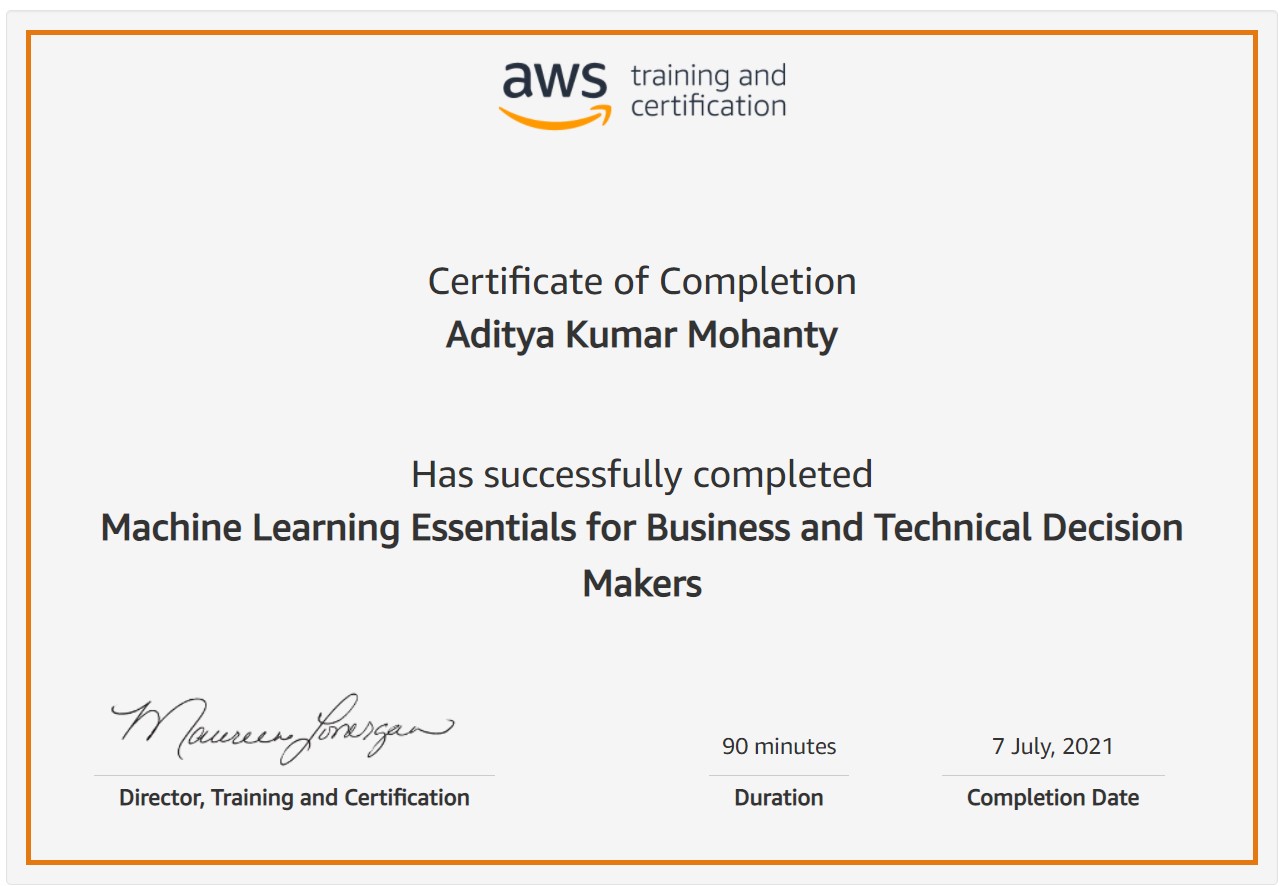 aws training and
certification
Certificate of Completion
Aditya Kumar Mohanty
Has successfully completed
Machine Learning Essentials for Business and Technical Decision
Makers
Maureen Lonergan
Director, Training and Certification
90 minutes
Duration
7 July, 2021
Completion Date